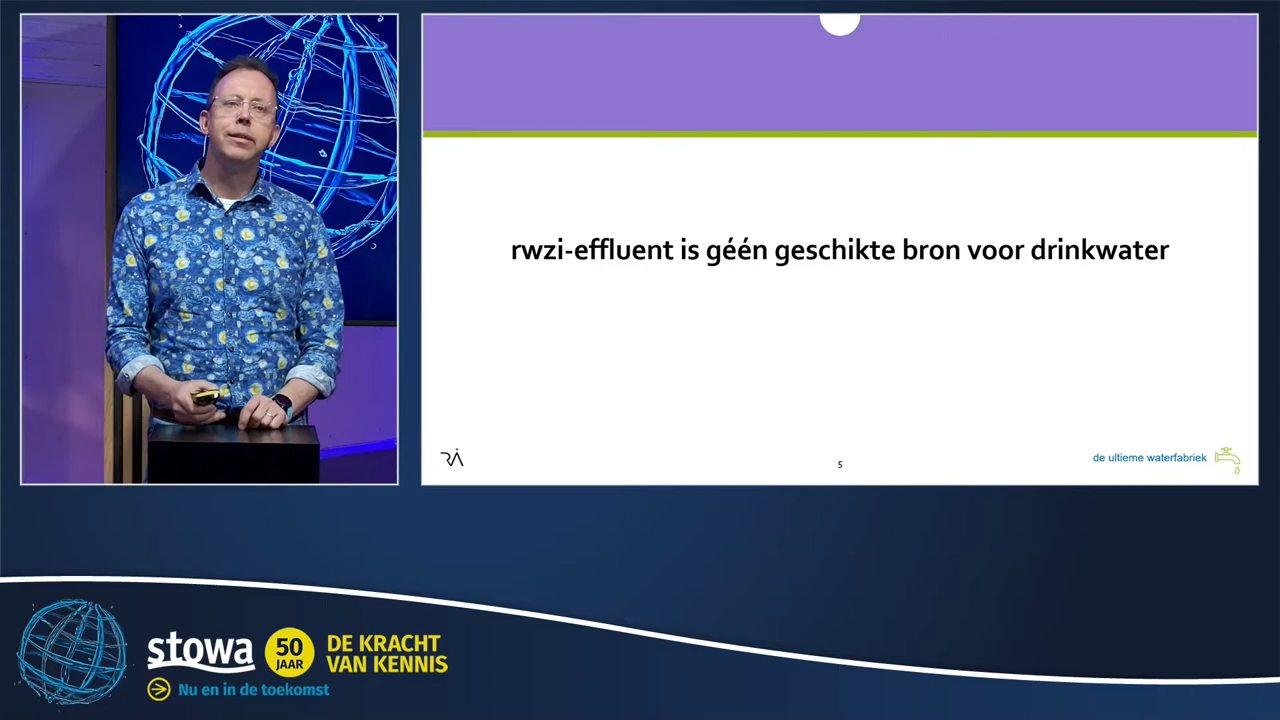 rwzi-effluent is géén geschikte bron voor drinkwater
5
de ultieme waterfabriek
stowa
50
JAAR
DE KRACHT
VAN KENNIS
Nu en in de toekomst